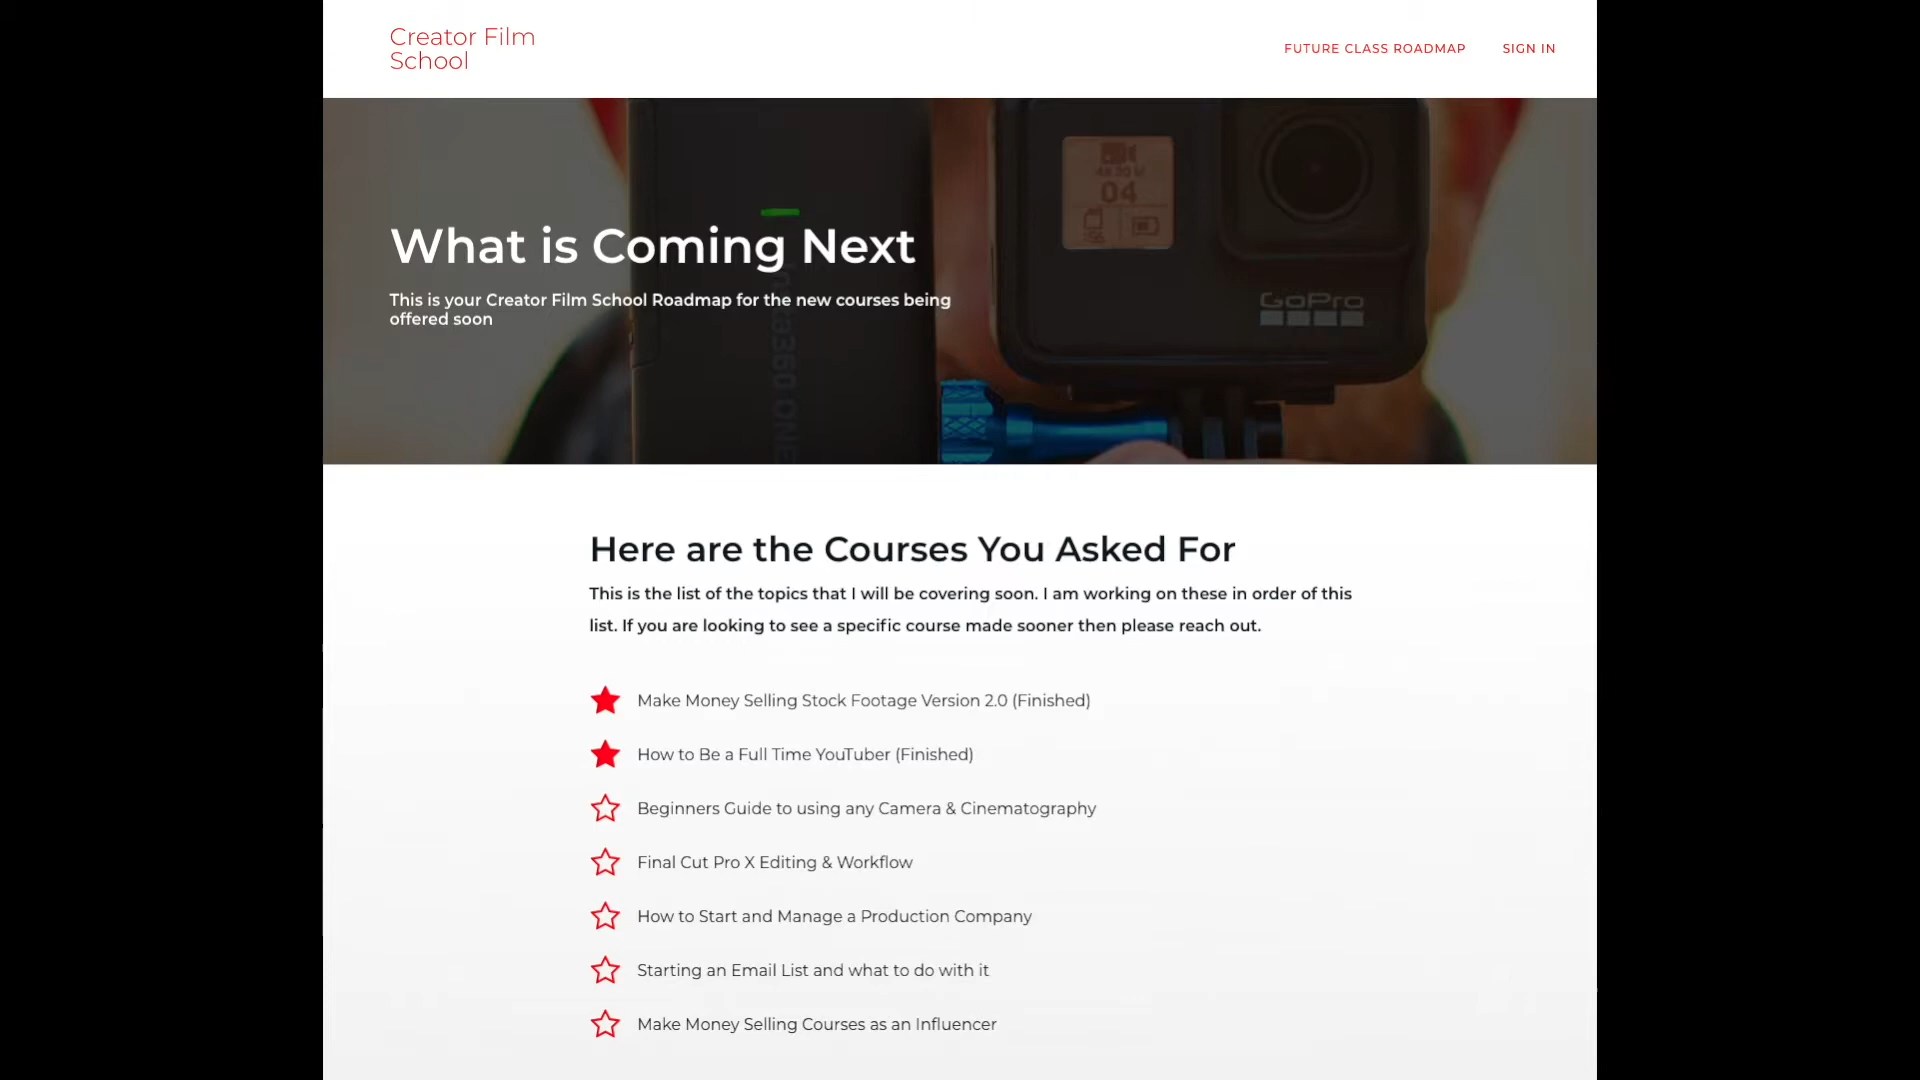 Creator Film
School
FUTURE CLASS ROADMAP
SIGN IN
04
What is Coming Next
This is your Creator Film School Roadmap for the new courses being
offered soon
GoPro
Insta360 ONE
Here are the Courses You Asked For
This is the list of the topics that I will be covering soon. I am working on these in order of this
list. If you are looking to see a specific course made sooner then please reach out.
Make Money Selling Stock Footage Version 2.0 (Finished)
How to Be a Full Time YouTuber (Finished)
Beginners Guide to using any Camera & Cinematography
Final Cut Pro X Editing & Workflow
How to Start and Manage a Production Company
Starting an Email List and what to do with it
Make Money Selling Courses as an Influencer